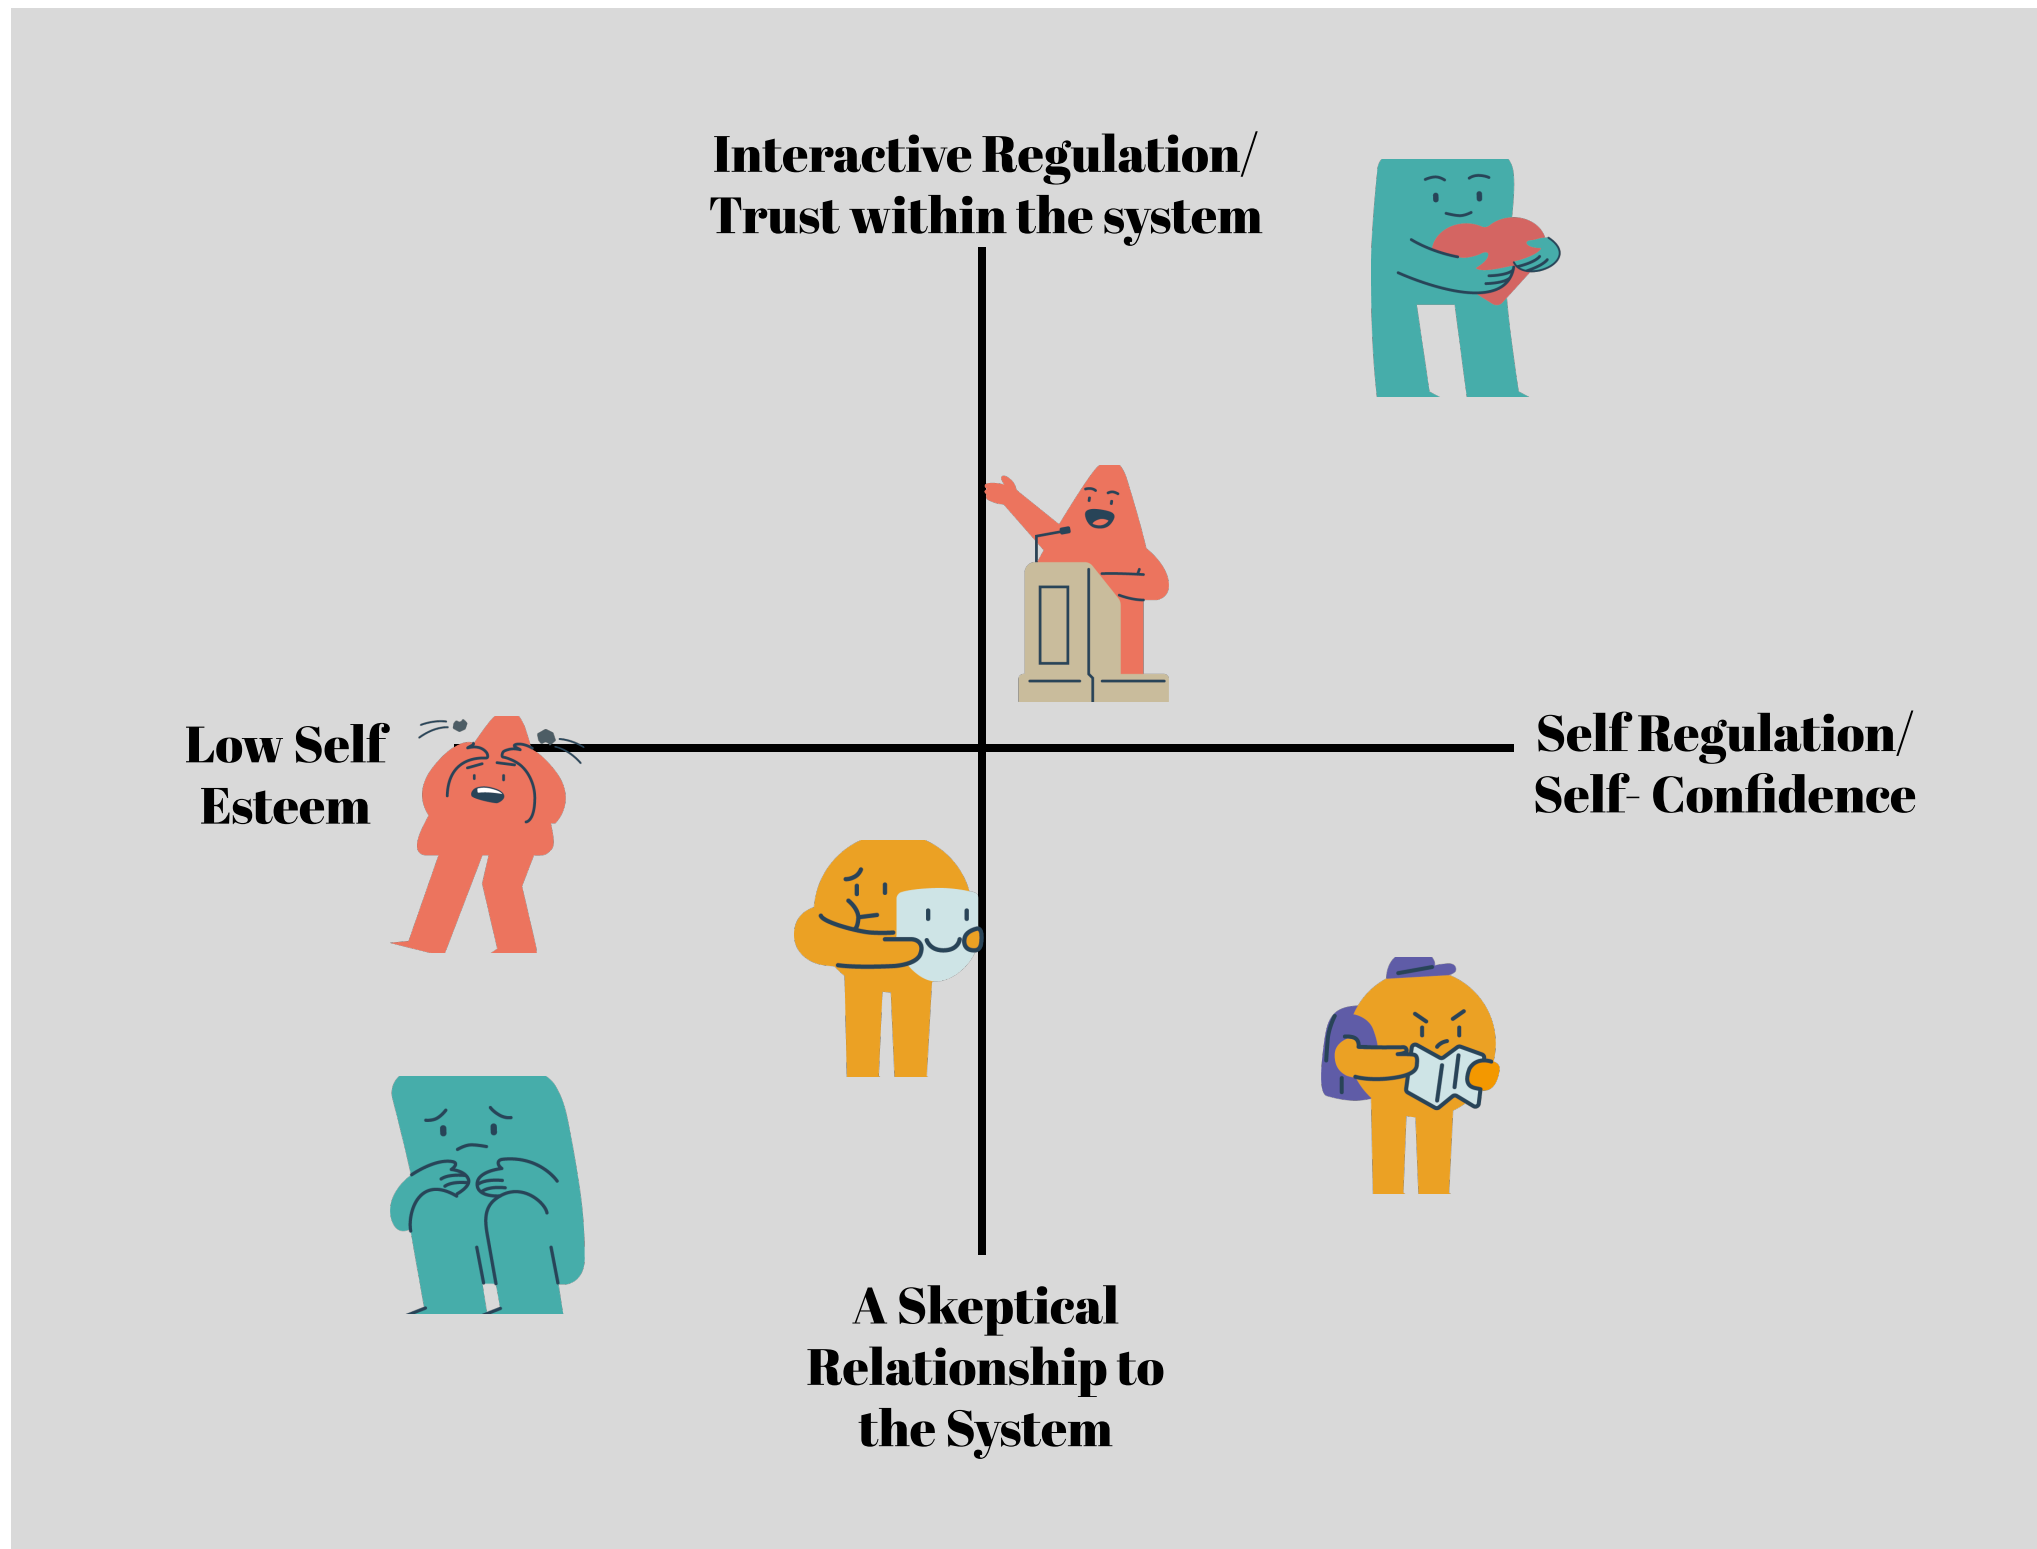 Interactive Regulation/
Trust within the system
Low Self
Esteem
Self Regulation/
Self- Confidence
A Skeptical
Relationship to
the System